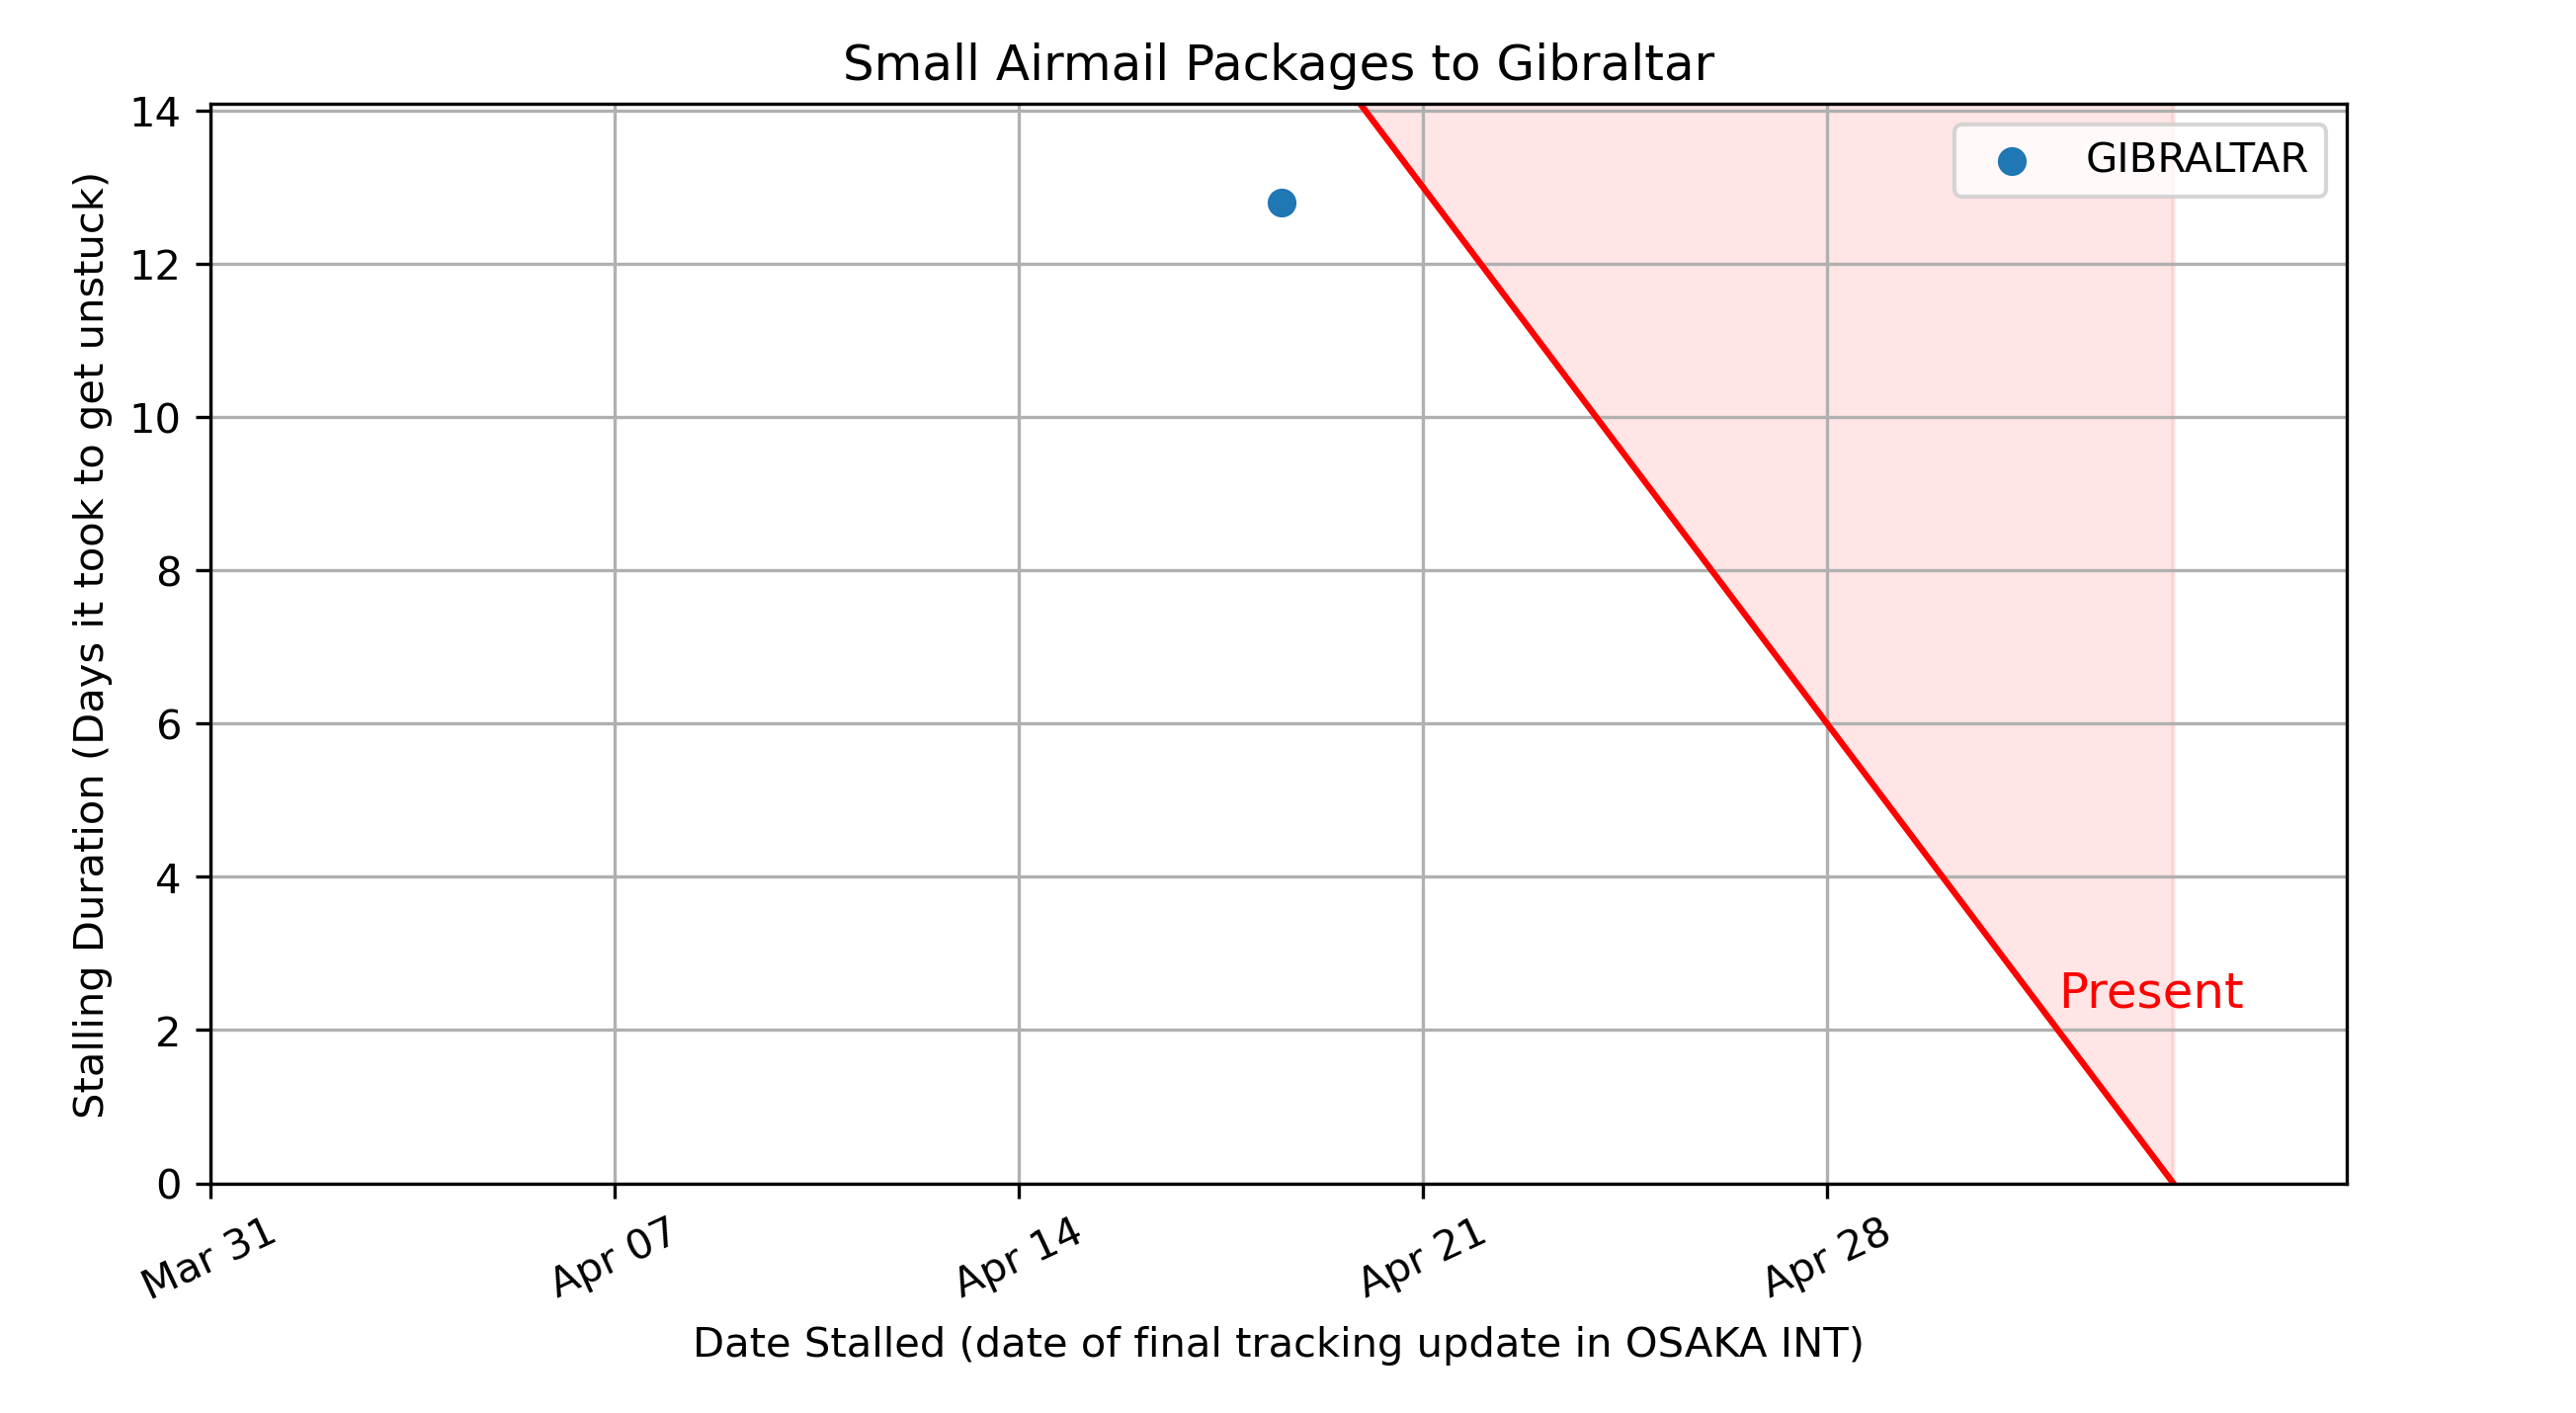 Small Airmail Packages to Gibraltar
GIBRALTAR
Present
Stalling Duration (Days it took to get unstuck)
14
12
10
8
6
4
2
0
Mar 31
Apr 07
Apr 14
Apr 21
Apr 28
Date Stalled (date of final tracking update in OSAKA INT)